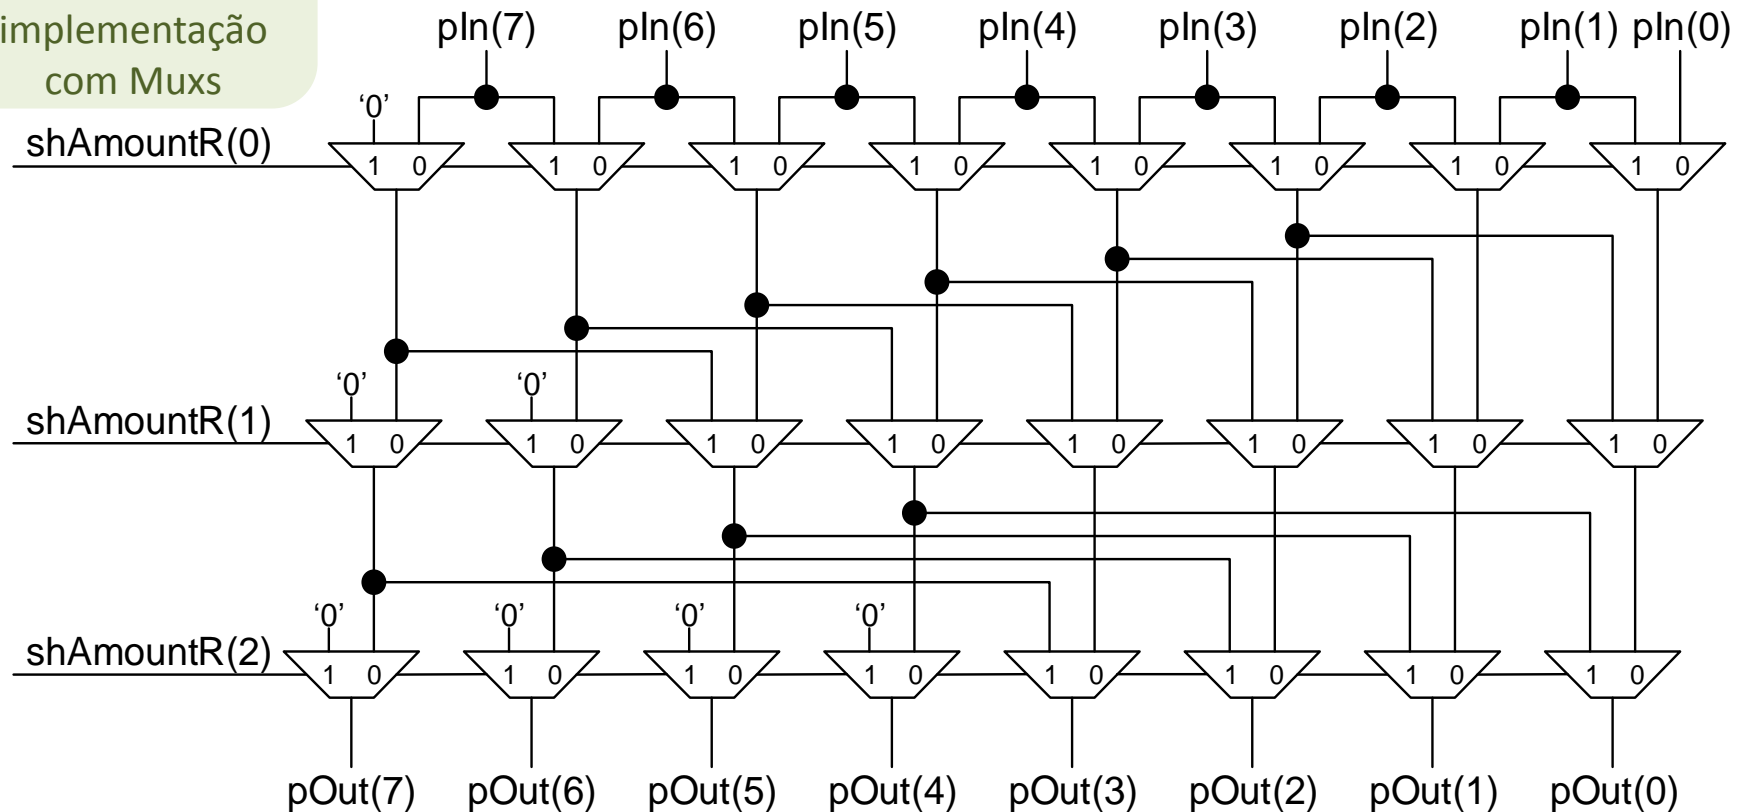 implementação
com Muxs
pIn(7) pIn(6) pIn(5) pIn(4) pIn(3) pIn(2) pIn(1) pIn(0)
‘0’
shAmountR(0)
1 0 1 0 1 0 1 0 1 0 1 0 1 0 1 0
‘0’ ‘0’
shAmountR(1)
1 0 1 0 1 0 1 0 1 0 1 0 1 0 1 0
‘0’ ‘0’ ‘0’ ‘0’
shAmountR(2)
1 0 1 0 1 0 1 0 1 0 1 0 1 0 1 0
pOut(7) pOut(6) pOut(5) pOut(4) pOut(3) pOut(2) pOut(1) pOut(0)